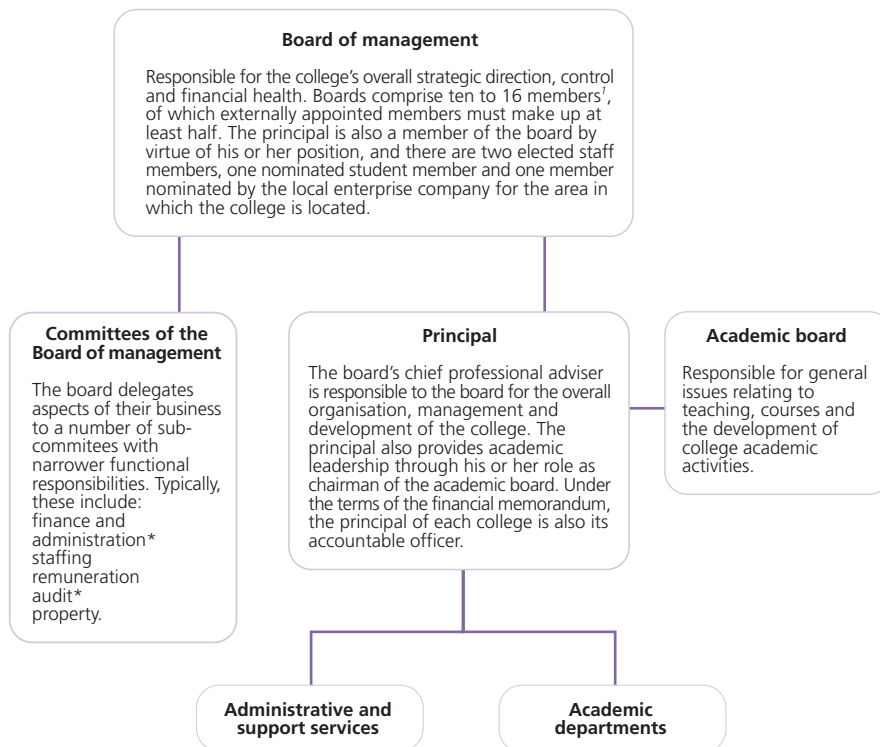 Board of management
Responsible for the college's overall strategic direction, control
and financial health. Boards comprise ten to 16 members¹,
of which externally appointed members must make up at
least half. The principal is also a member of the board by
virtue of his or her position, and there are two elected staff
members, one nominated student member and one member
nominated by the local enterprise company for the area in
which the college is located.
Committees of the
Board of management
The board delegates
aspects of their business
to a number of sub-
commitees with
narrower functional
responsibilities. Typically,
these include:
finance and
administration*
staffing
remuneration
audit*
property.
Principal
The board's chief professional adviser
is responsible to the board for the overall
organisation, management and
development of the college. The
principal also provides academic
leadership through his or her role as
chairman of the academic board. Under
the terms of the financial memorandum,
the principal of each college is also its
accountable officer.
Academic board
Responsible for general
issues relating to
teaching, courses and
the development of
college academic
activities.
Administrative and
support services
Academic
departments